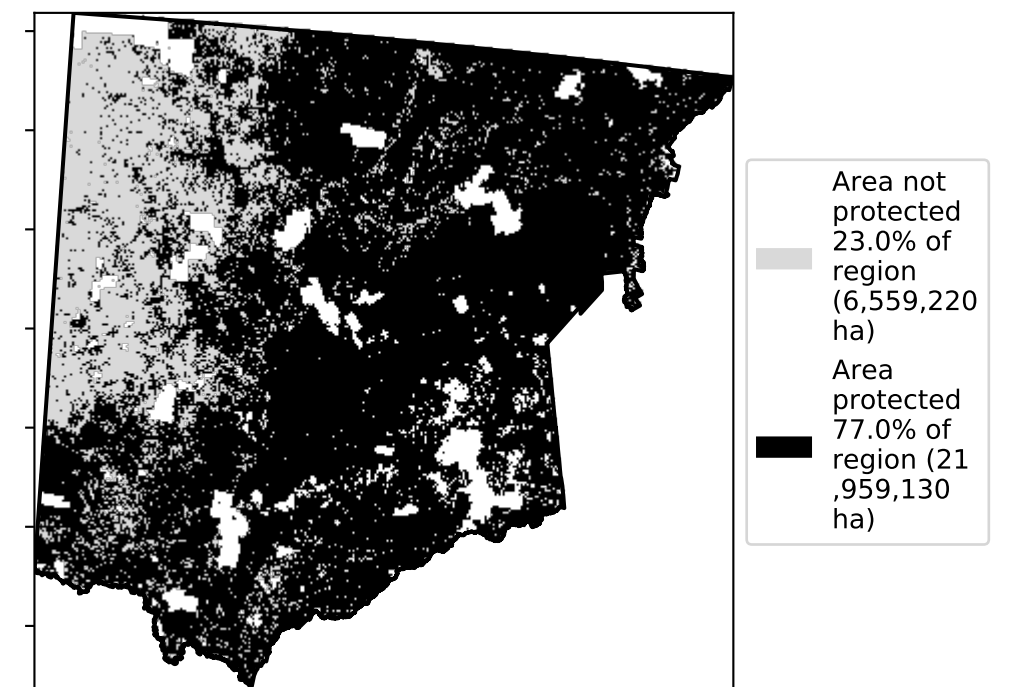 Area not
protected
23.0% of
region
(6,559,220
ha)
Area
protected
77.0% of
region (21
,959,130
ha)